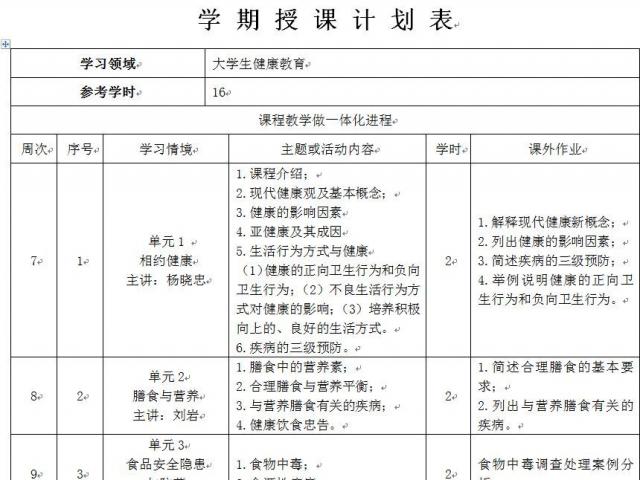 学期授课计划表
学习领域 大学生健康教育
参考学时 16
课程教学做一体化进程
周次 序号 学习情境 主题或活动内容 学时 课外作业
7
1
单元1
相约健康
主讲：杨晓忠
1.课程介绍；
2.现代健康观及基本概念；
3.健康的影响因素
4.亚健康及其成因
5.生活行为方式与健康
（1)健康的正向卫生行为和负向
卫生行为；（2）不良生活行为方
式对健康的影响；（3）培养积极
向上的、良好的生活方式。
6.疾病的三级预防。
2
1.解释现代健康新概念；
2.列出健康的影响因素；
3.简述疾病的三级预防；
4.举例说明健康的正向卫
生行为和负向卫生行为。
8
2
单元2
膳食与营养
主讲：刘岩
1.膳食中的营养素；
2.合理膳食与营养平衡；
3.与营养膳食有关的疾病；
4.健康饮食忠告。
2
1.简述合理膳食的基本要
求；
2.列出与营养膳食有关的
疾病。
9
3
单元3
食品安全隐患
1.食物中毒；
2
食物中毒调查处理案例分